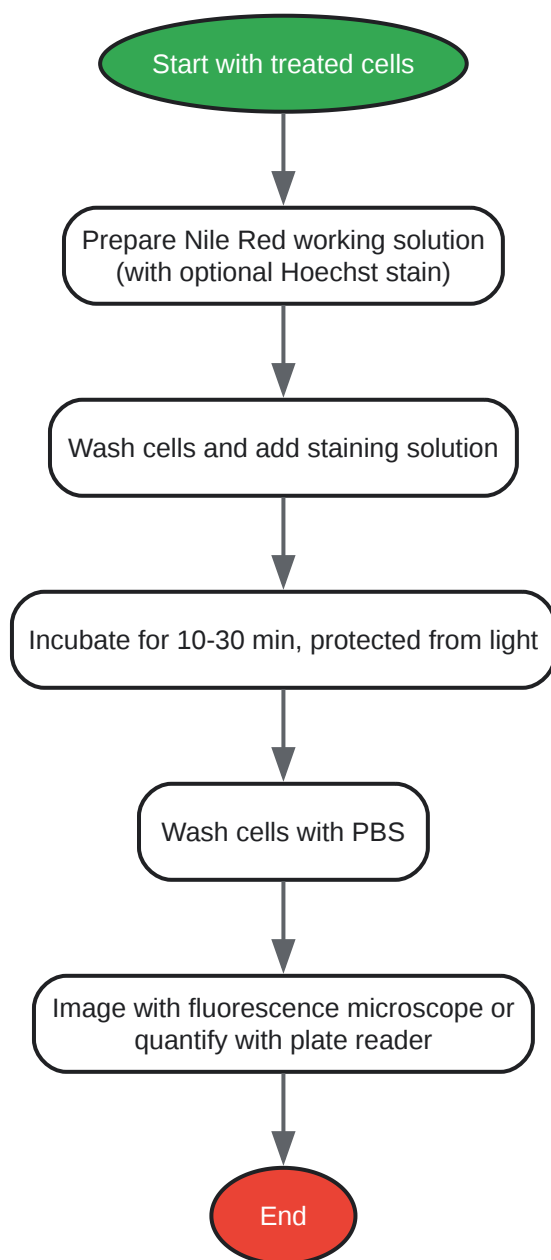 Start with treated cells
Prepare Nile Red working solution
(with optional Hoechst stain)
Wash cells and add staining solution
Incubate for 10-30 min, protected from light
Wash cells with PBS
Image with fluorescence microscope or
quantify with plate reader
End